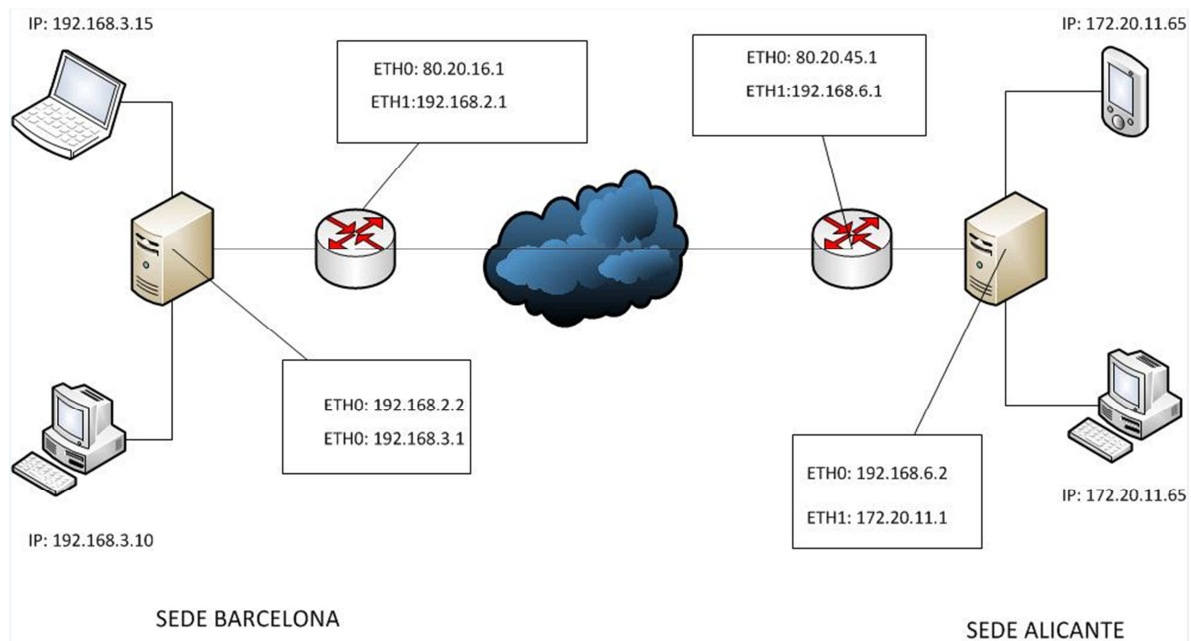 IP: 192.168.3.15
IP: 172.20.11.65
ETH0: 80.20.16.1
ETH1:192.168.2.1
ETH0: 80.20.45.1
ETH1:192.168.6.1
ETH0: 192.168.2.2
ETH0: 192.168.3.1
ETH0: 192.168.6.2
ETH1: 172.20.11.1
IP: 192.168.3.10
IP: 172.20.11.65
SEDE BARCELONA
SEDE ALICANTE